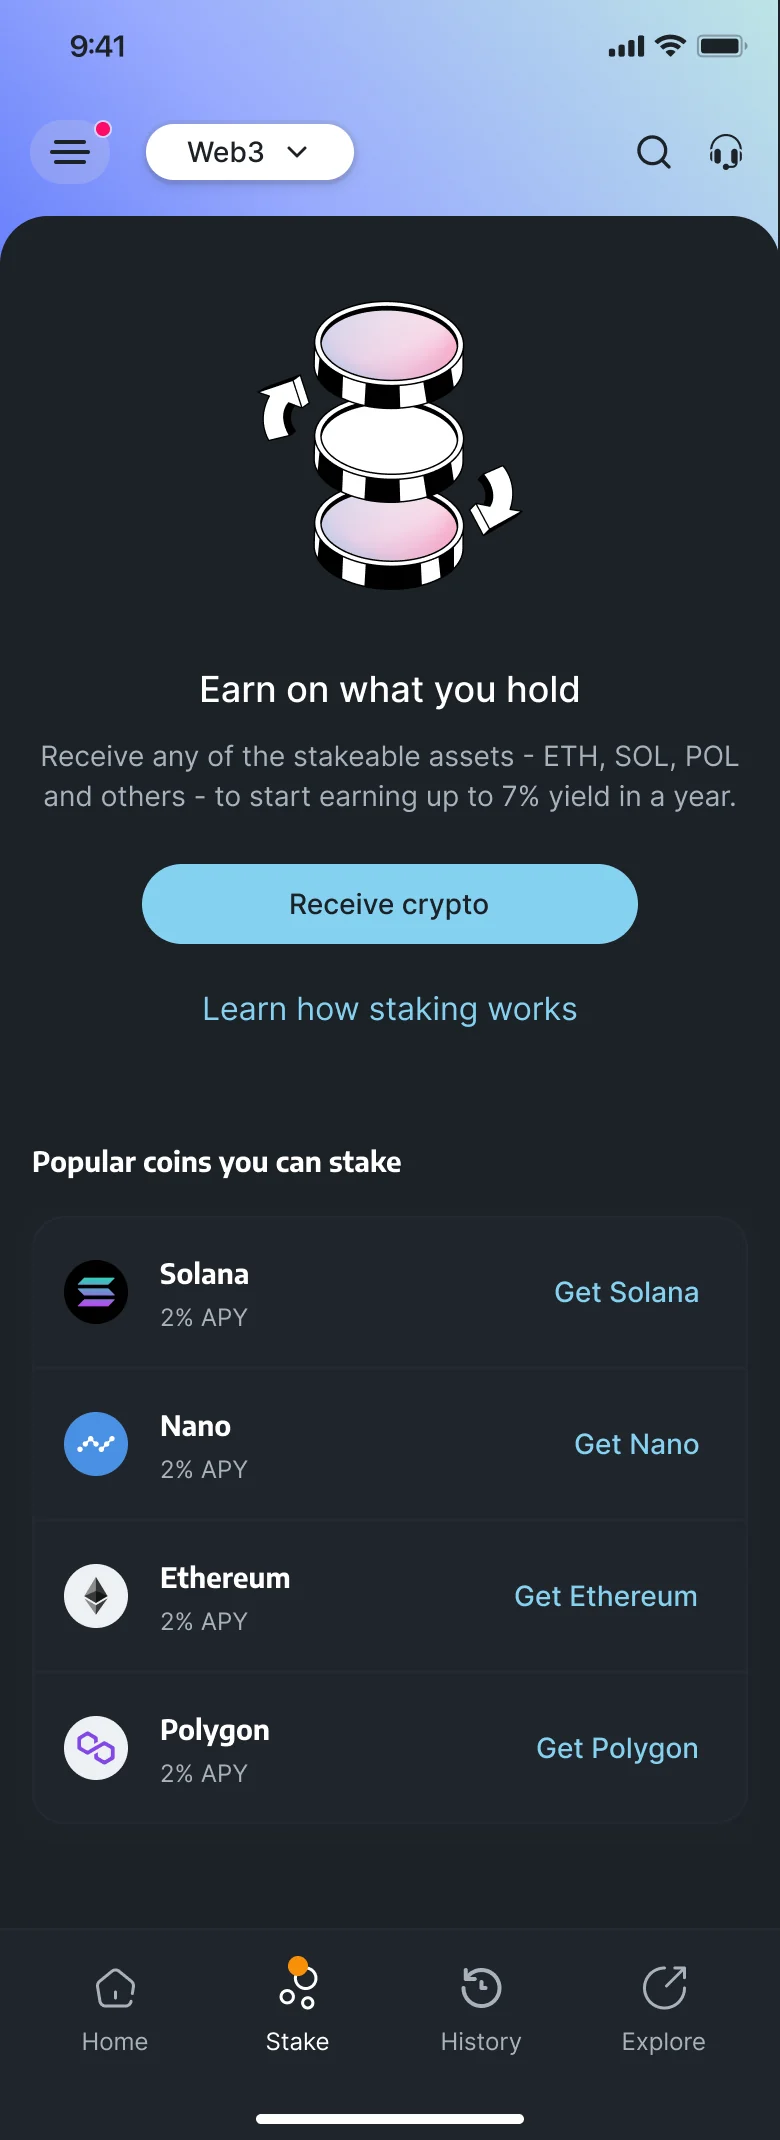 9:41
Web3
Earn on what you hold
Receive any of the stakeable assets - ETH, SOL, POL
and others - to start earning up to 7% yield in a year.
Receive crypto
Learn how staking works
Popular coins you can stake
Solana
2% APY
Get Solana
Nano
2% APY
Get Nano
Ethereum
2% APY
Get Ethereum
Polygon
2% APY
Get Polygon
Home
Stake
History
Explore